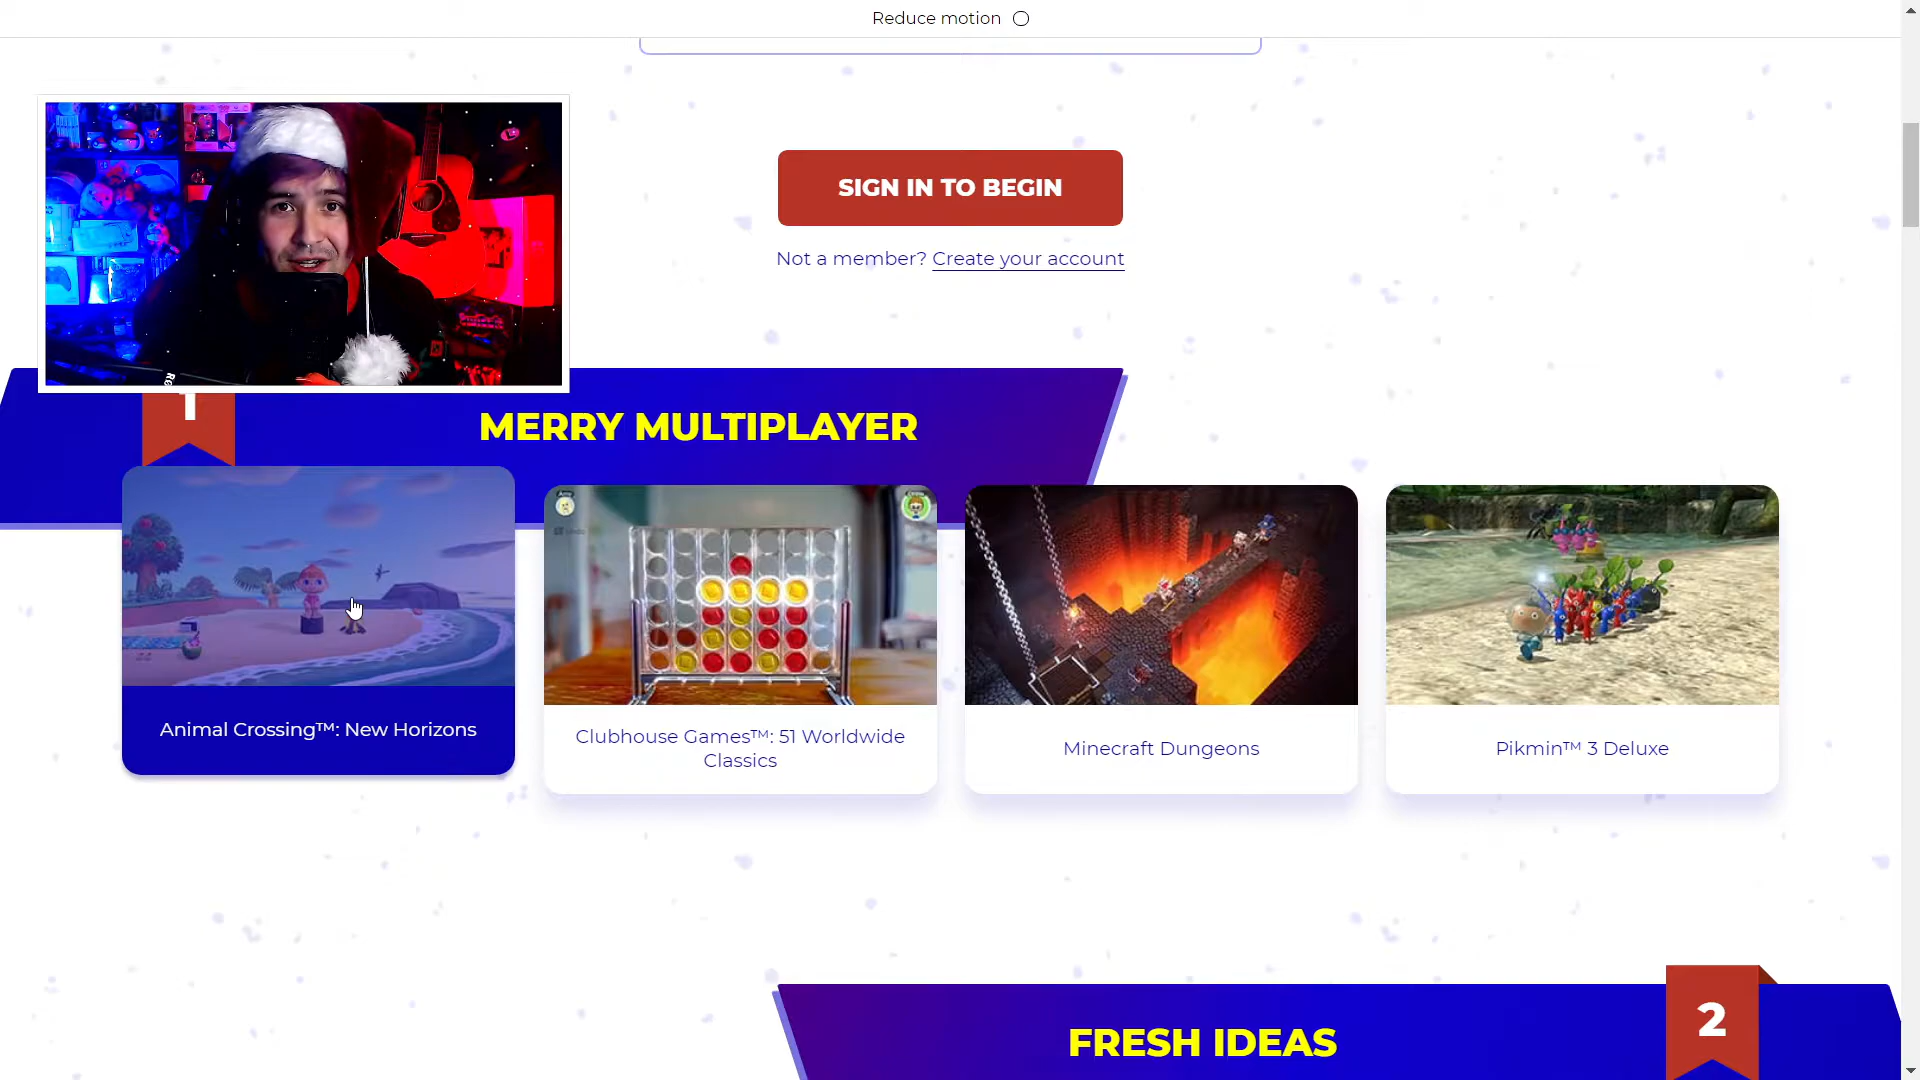 Reduce motion
SIGN IN TO BEGIN
Not a member? Create your account
1
MERRY MULTIPLAYER
Animal Crossing™: New Horizons
Clubhouse Games™: 51 Worldwide
Classics
Minecraft Dungeons
Pikmin™ 3 Deluxe
2
FRESH IDEAS